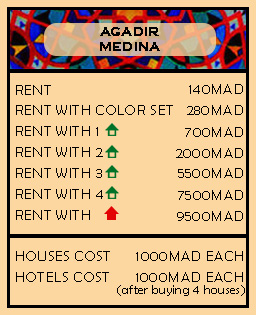 AGADIR
MEDINA
RENT 140MAD
RENT WITH COLOR SET 280MAD
RENT WITH 1 700MAD
RENT WITH 2 2000MAD
RENT WITH 3 5500MAD
RENT WITH 4 7500MAD
RENT WITH 9500MAD
HOUSES COST 1000MAD EACH
HOTELS COST 1000MAD EACH
(after buying 4 houses)